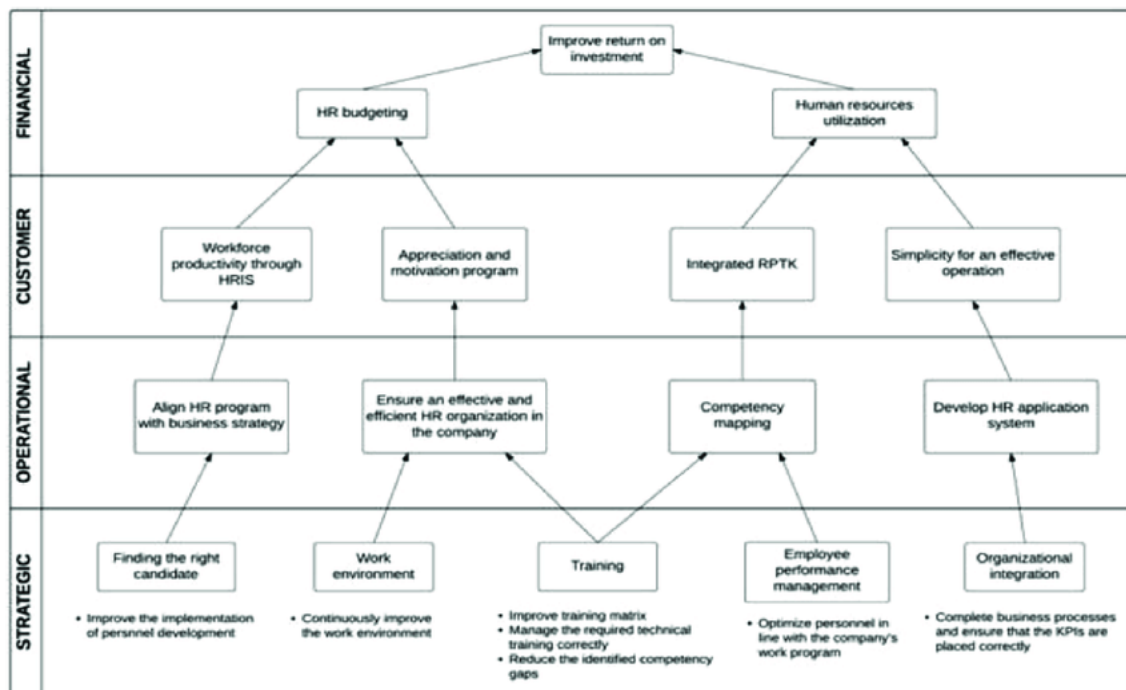 FINANCIAL
Improve return on
investment
HR budgeting
Human resources
utilization
CUSTOMER
Workforce
productivity through
HRIS
Appreciation and
motivation program
Integrated RPTK
Simplicity for an effective
operation
OPERATIONAL
Align HR program
with business strategy
Ensure an effective and
efficient HR organization in
the company
Competency
mapping
Develop HR application
system
STRATEGIC
Finding the right
candidate
• Improve the implementation
of persnnel development
Work
environment
• Continuously improve
the work environment
Training
• Improve training matrix
• Manage the required technical
training correctly
• Reduce the identified competency
gaps
Employee
performance
management
• Optimize personnel in
line with the company's
work program
Organizational
integration
• Complete business processes
and ensure that the KPIs are
placed correctly